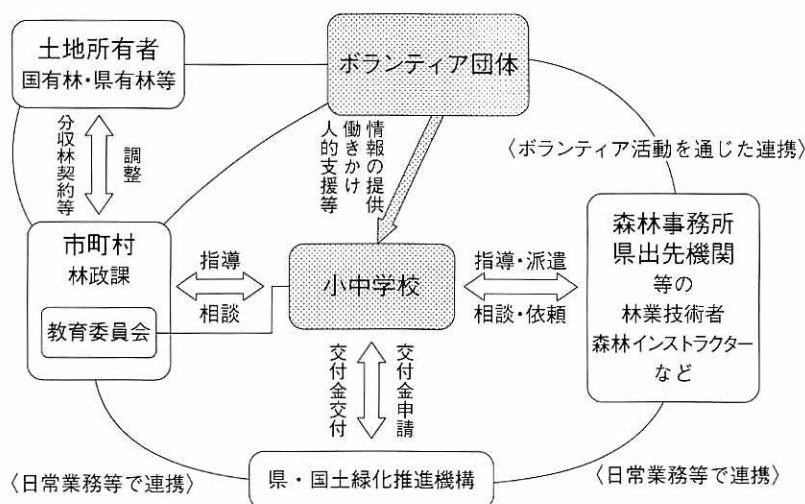 土地所有者
国有林・県有林等
ボランティア団体
分収林契約等
調整
情報の提供
働きかけ
人的支援等
〈ボランティア活動を通じた連携〉
市町村
林政課
教育委員会
指導
相談
小中学校
指導・派遣
相談・依頼
森林事務所
県出先機関
等の
林業技術者
森林インストラクター
など
交付金申請
交付金交付
県・国土緑化推進機構
〈日常業務等で連携〉
〈日常業務等で連携〉